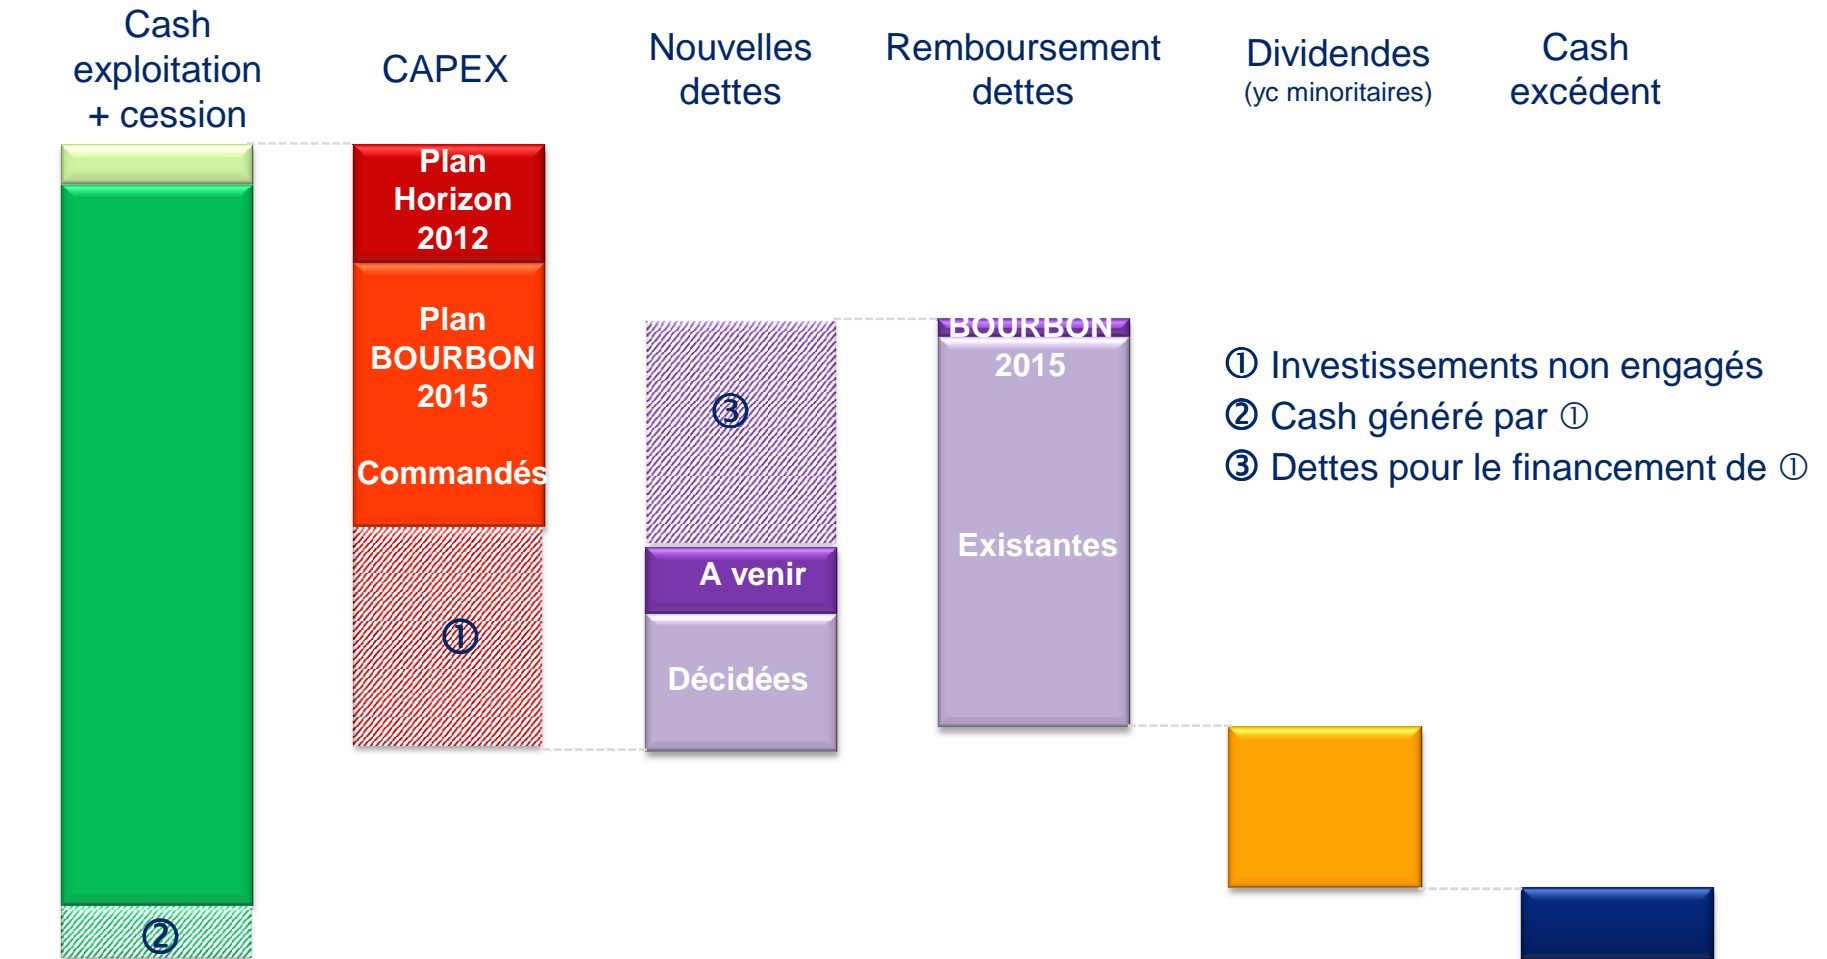 Cash
exploitation
+ cession
CAPEX
Nouvelles
dettes
Remboursement
dettes
Dividendes
(yc minoritaires)
Cash
excédent
Plan
Horizon
2012
Plan
BOURBON
2015
Commandés
①
②
③
A venir
Décidées
BOURBON
2015
Existantes
① Investissements non engagés
② Cash généré par ①
③ Dettes pour le financement de ①